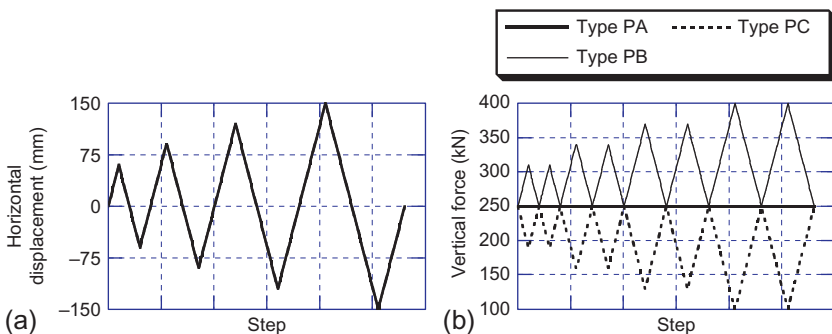 Type PA
Type PC
Type PB
150
75
0
–75
–150
Horizontal
displacement (mm)
Step
(a)
400
350
300
250
200
150
100
Vertical force (kN)
Step
(b)